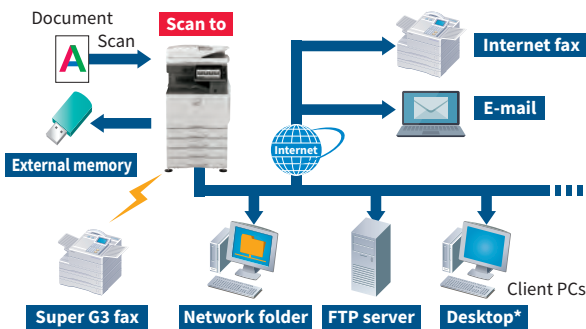 Document
Scan
A
Scan to
Internet fax
E-mail
External memory
Internet
Super G3 fax
Network folder
FTP server
Desktop*
Client PCs